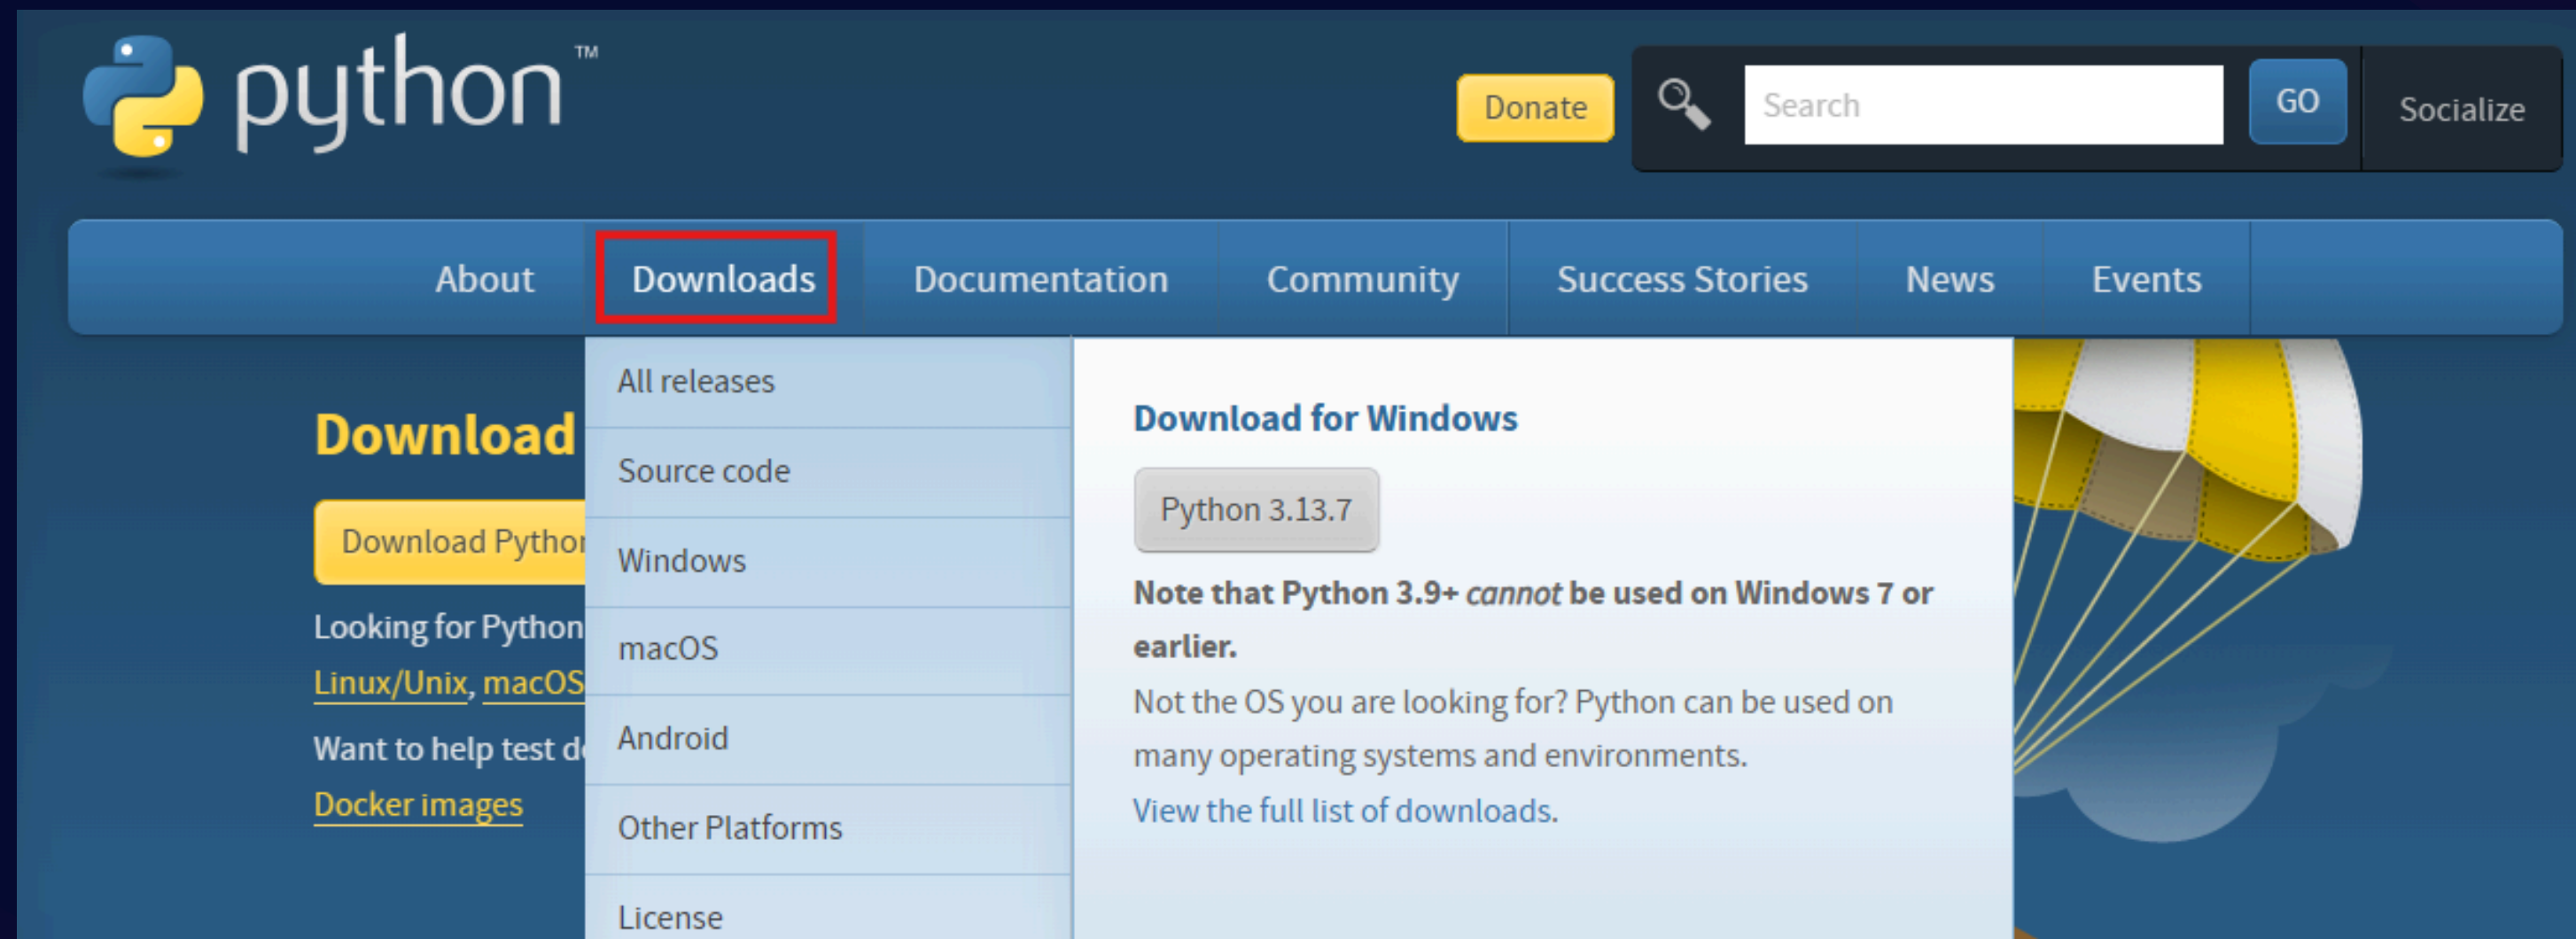 python™
Donate
Search
GO
Socialize
About
Downloads
Documentation
Community
Success Stories
News
Events
All releases
Source code
Windows
macOS
Android
Other Platforms
License
Download for Windows
Python 3.13.7
Note that Python 3.9+ cannot be used on Windows 7 or
earlier.
Not the OS you are looking for? Python can be used on
many operating systems and environments.
View the full list of downloads.
Download
Download Python
Looking for Python
Linux/Unix, macOS
Want to help test
Docker images